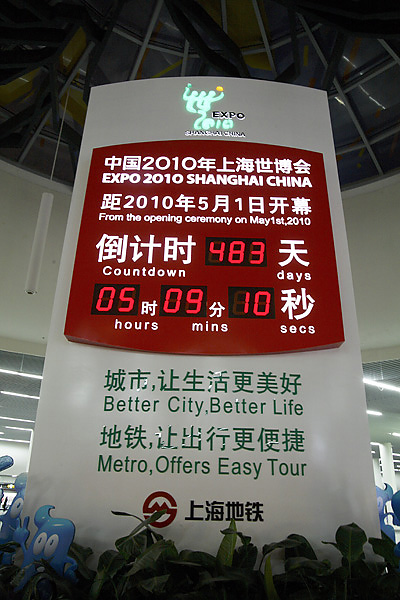 EXPO
2010
SHANGHAI CHINA
中国2010年上海世博会
EXPO 2010 SHANGHAI CHINA
距2010年5月1日开幕
From the opening ceremony on May1st,2010
倒计时 483 天
Countdown days
05 时 09 分 10 秒
hours mins secs
城市,让生活更美好
Better City,Better Life
地铁,让出行更便捷
Metro,Offers Easy Tour
上海地铁